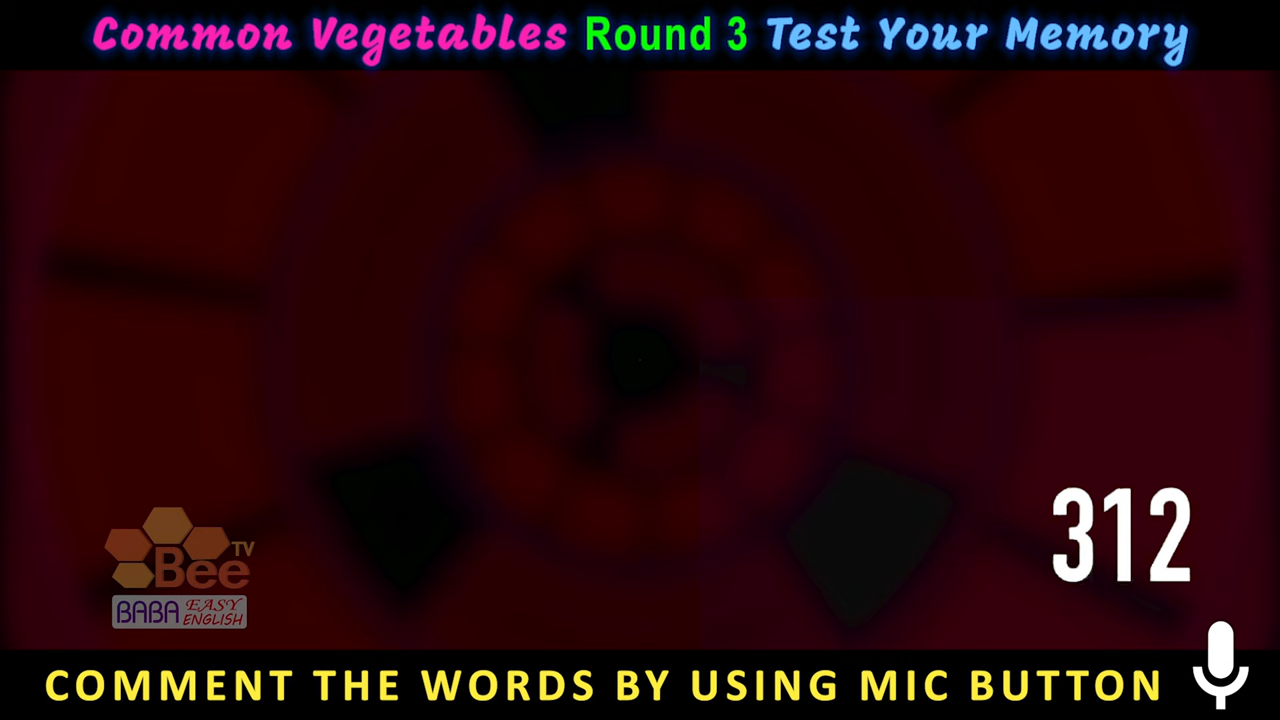 Common Vegetables Round 3 Test Your Memory
312
Bee TV
BABA EASY ENGLISH
COMMENT THE WORDS BY USING MIC BUTTON